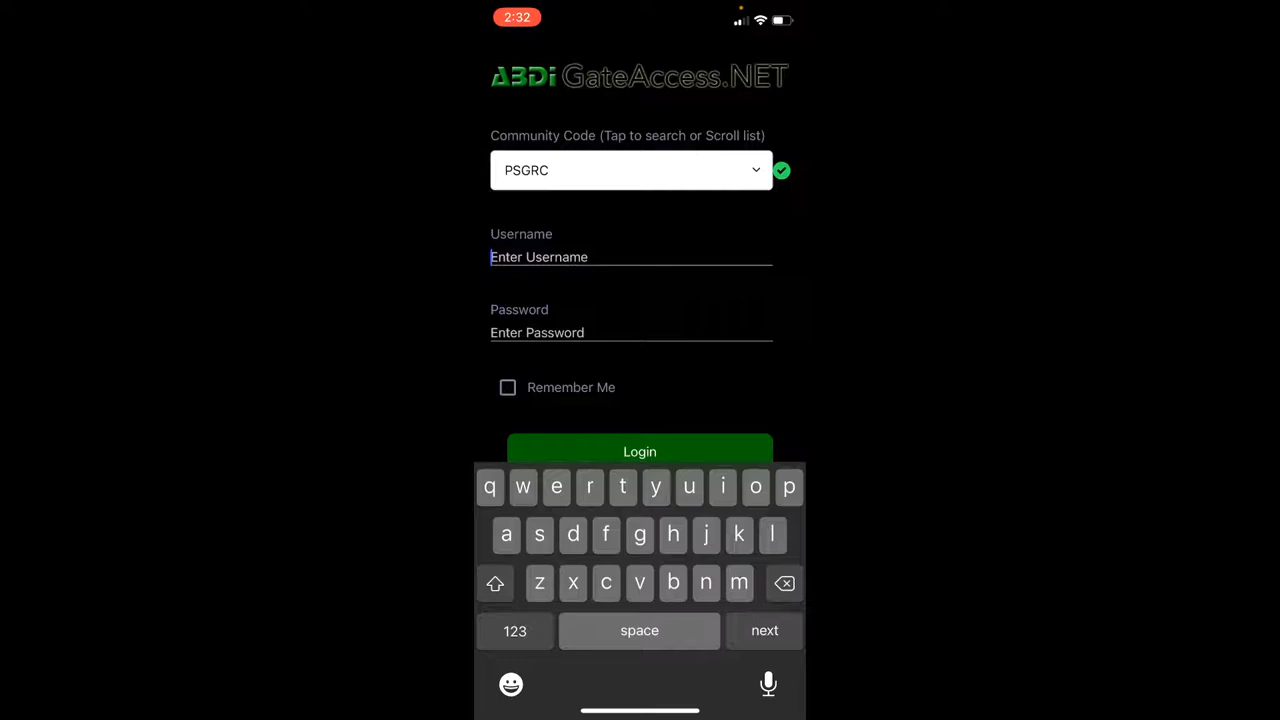 2:32
ABDi GateAccess.NET
Community Code (Tap to search or Scroll list)
PSGRC
Username
Enter Username
Password
Enter Password
Remember Me
Login
q w e r t y u i o p
a s d f g h j k l
z x c v b n m
123 space next